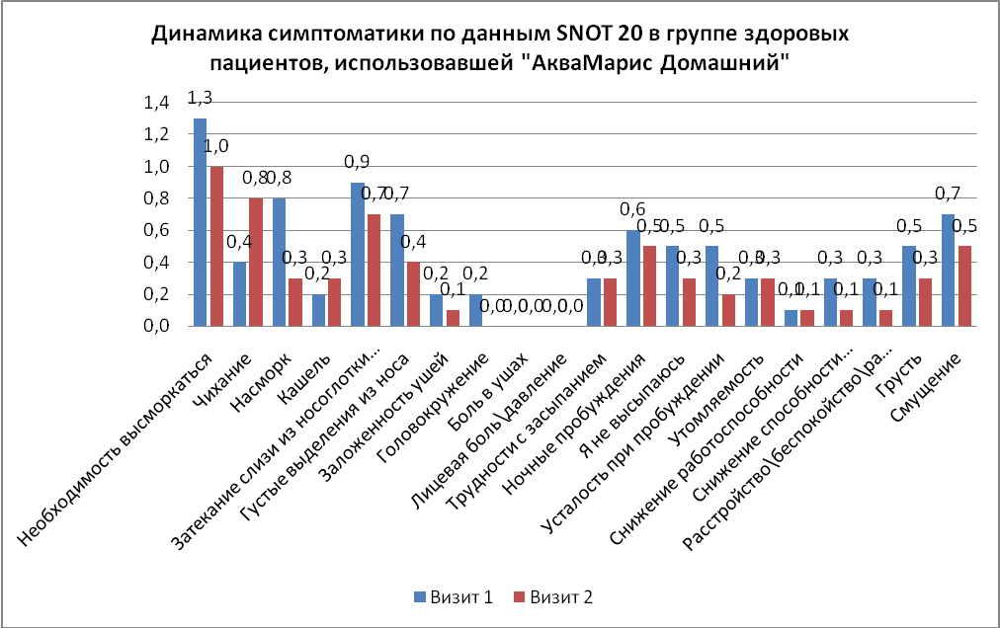 Динамика симптоматики по данным SNOT 20 в группе здоровых
пациентов, использовавшей "АкваМарис Домашний"
1,4
1,2
1,0
0,8
0,6
0,4
0,2
0,0
1,3
1,0
0,4
0,8
0,8
0,3
0,2
0,3
0,9
0,7
0,7
0,4
0,2
0,1
0,2
0,0
0,0
0,0
0,0
0,0
0,3
0,3
0,6
0,5
0,5
0,3
0,5
0,2
0,3
0,3
0,1
0,1
0,3
0,1
0,3
0,1
0,5
0,3
0,7
0,5
Необходимость высморкаться
Чихание
Насморк
Кашель
Затекание слизи из носоглотки...
Густые выделения из носа
Заложенность ушей
Головокружение
Боль в ушах
Лицевая боль\давление
Трудности с засыпанием
Ночные пробуждения
Я не высыпаюсь
Усталость при пробуждении
Утомляемость
Снижение работоспособности
Снижение способности...
Расстройство\беспокойство\ра...
Грусть
Смущение
Визит 1
Визит 2